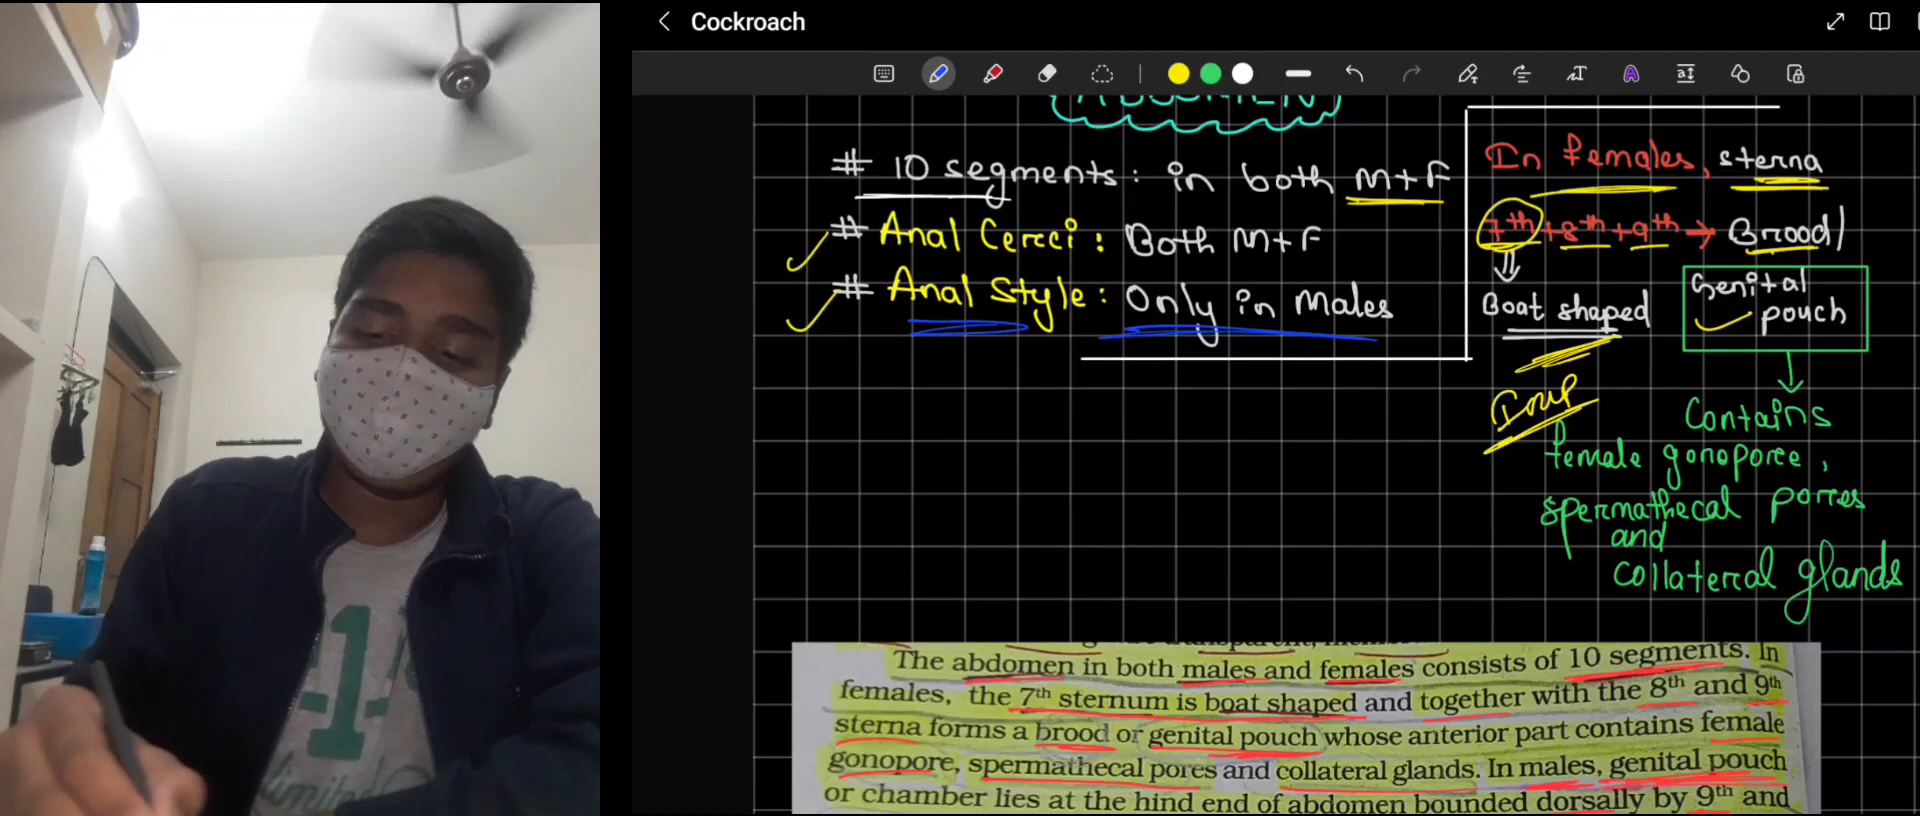 Cockroach
# 10 segments: in both M+F
# Anal Cerci: Both M+F
# Anal Style: Only in Males
In females, sterna
7th+8th+9th → Brood/
Genital
pouch
Boat shaped
Imp
Contains
female gonopore,
spermathecal pores
and
collateral glands
The abdomen in both males and females consists of 10 segments. In
females, the 7th sternum is boat shaped and together with the 8th and 9th
sterna forms a brood or genital pouch whose anterior part contains female
gonopore, spermathecal pores and collateral glands. In males, genital pouch
or chamber lies at the hind end of abdomen bounded dorsally by 9th and
1